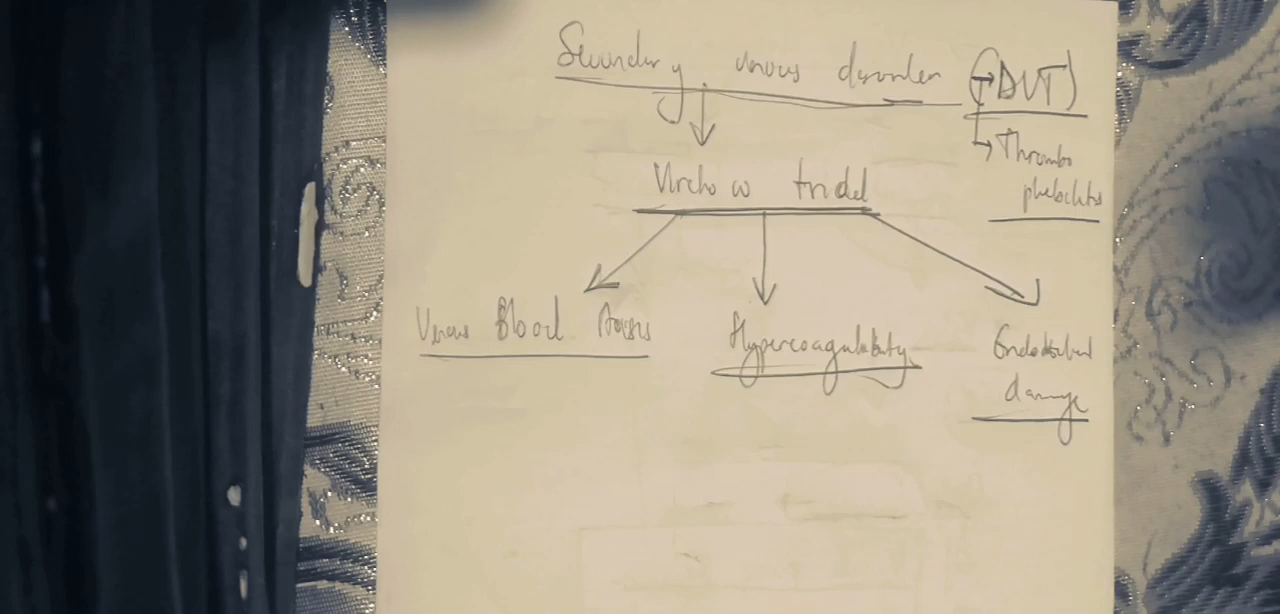 Secondary venous disorder (→DVT)
→ Thrombo
phlebitis
Virchow triad
Venous Blood Stasis
Hypercoagulability
Endothelial
damage